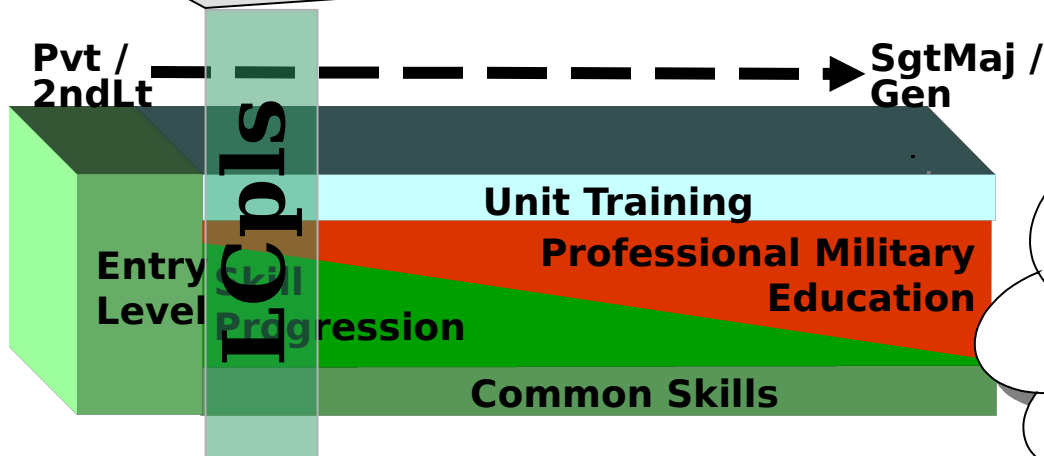 Pvt /
2ndLt
SgtMaj /
Gen
LCpls
Unit Training
Professional Military
Education
Entry
Level
Skill
Progression
Common Skills